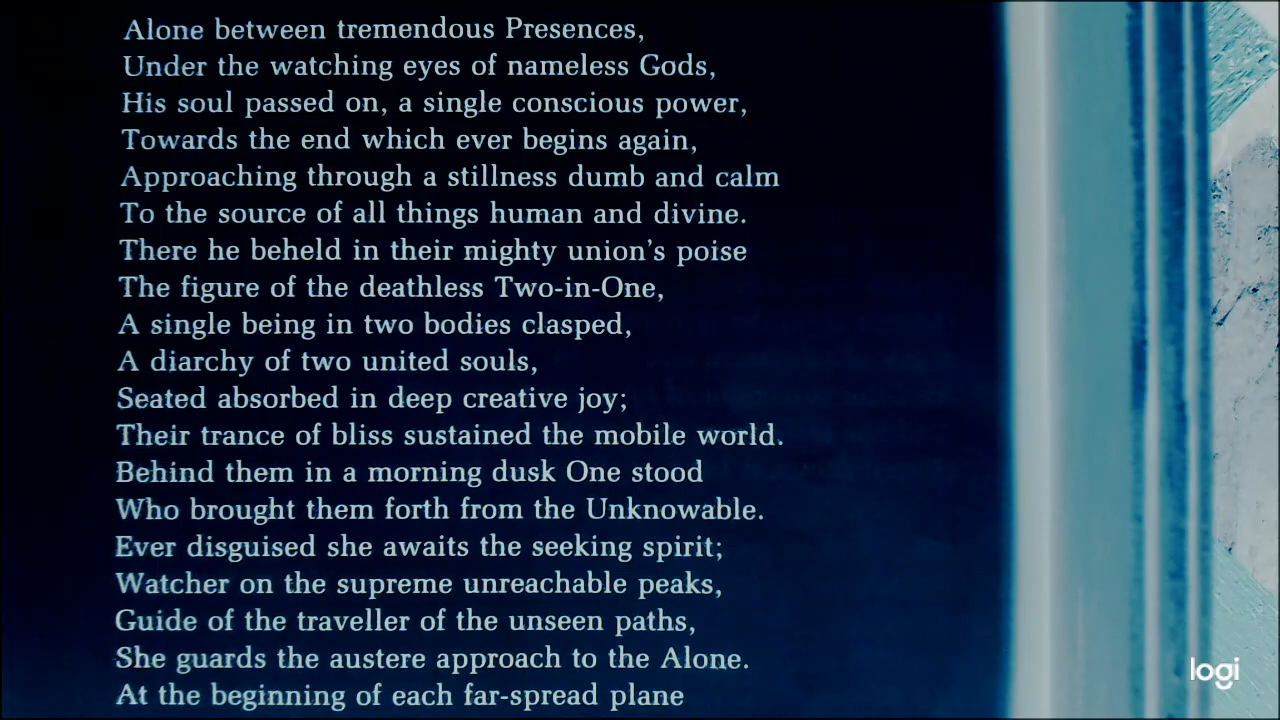 Alone between tremendous Presences,
Under the watching eyes of nameless Gods,
His soul passed on, a single conscious power,
Towards the end which ever begins again,
Approaching through a stillness dumb and calm
To the source of all things human and divine.
There he beheld in their mighty union's poise
The figure of the deathless Two-in-One,
A single being in two bodies clasped,
A diarchy of two united souls,
Seated absorbed in deep creative joy;
Their trance of bliss sustained the mobile world.
Behind them in a morning dusk One stood
Who brought them forth from the Unknowable.
Ever disguised she awaits the seeking spirit;
Watcher on the supreme unreachable peaks,
Guide of the traveller of the unseen paths,
She guards the austere approach to the Alone.
At the beginning of each far-spread plane
logi